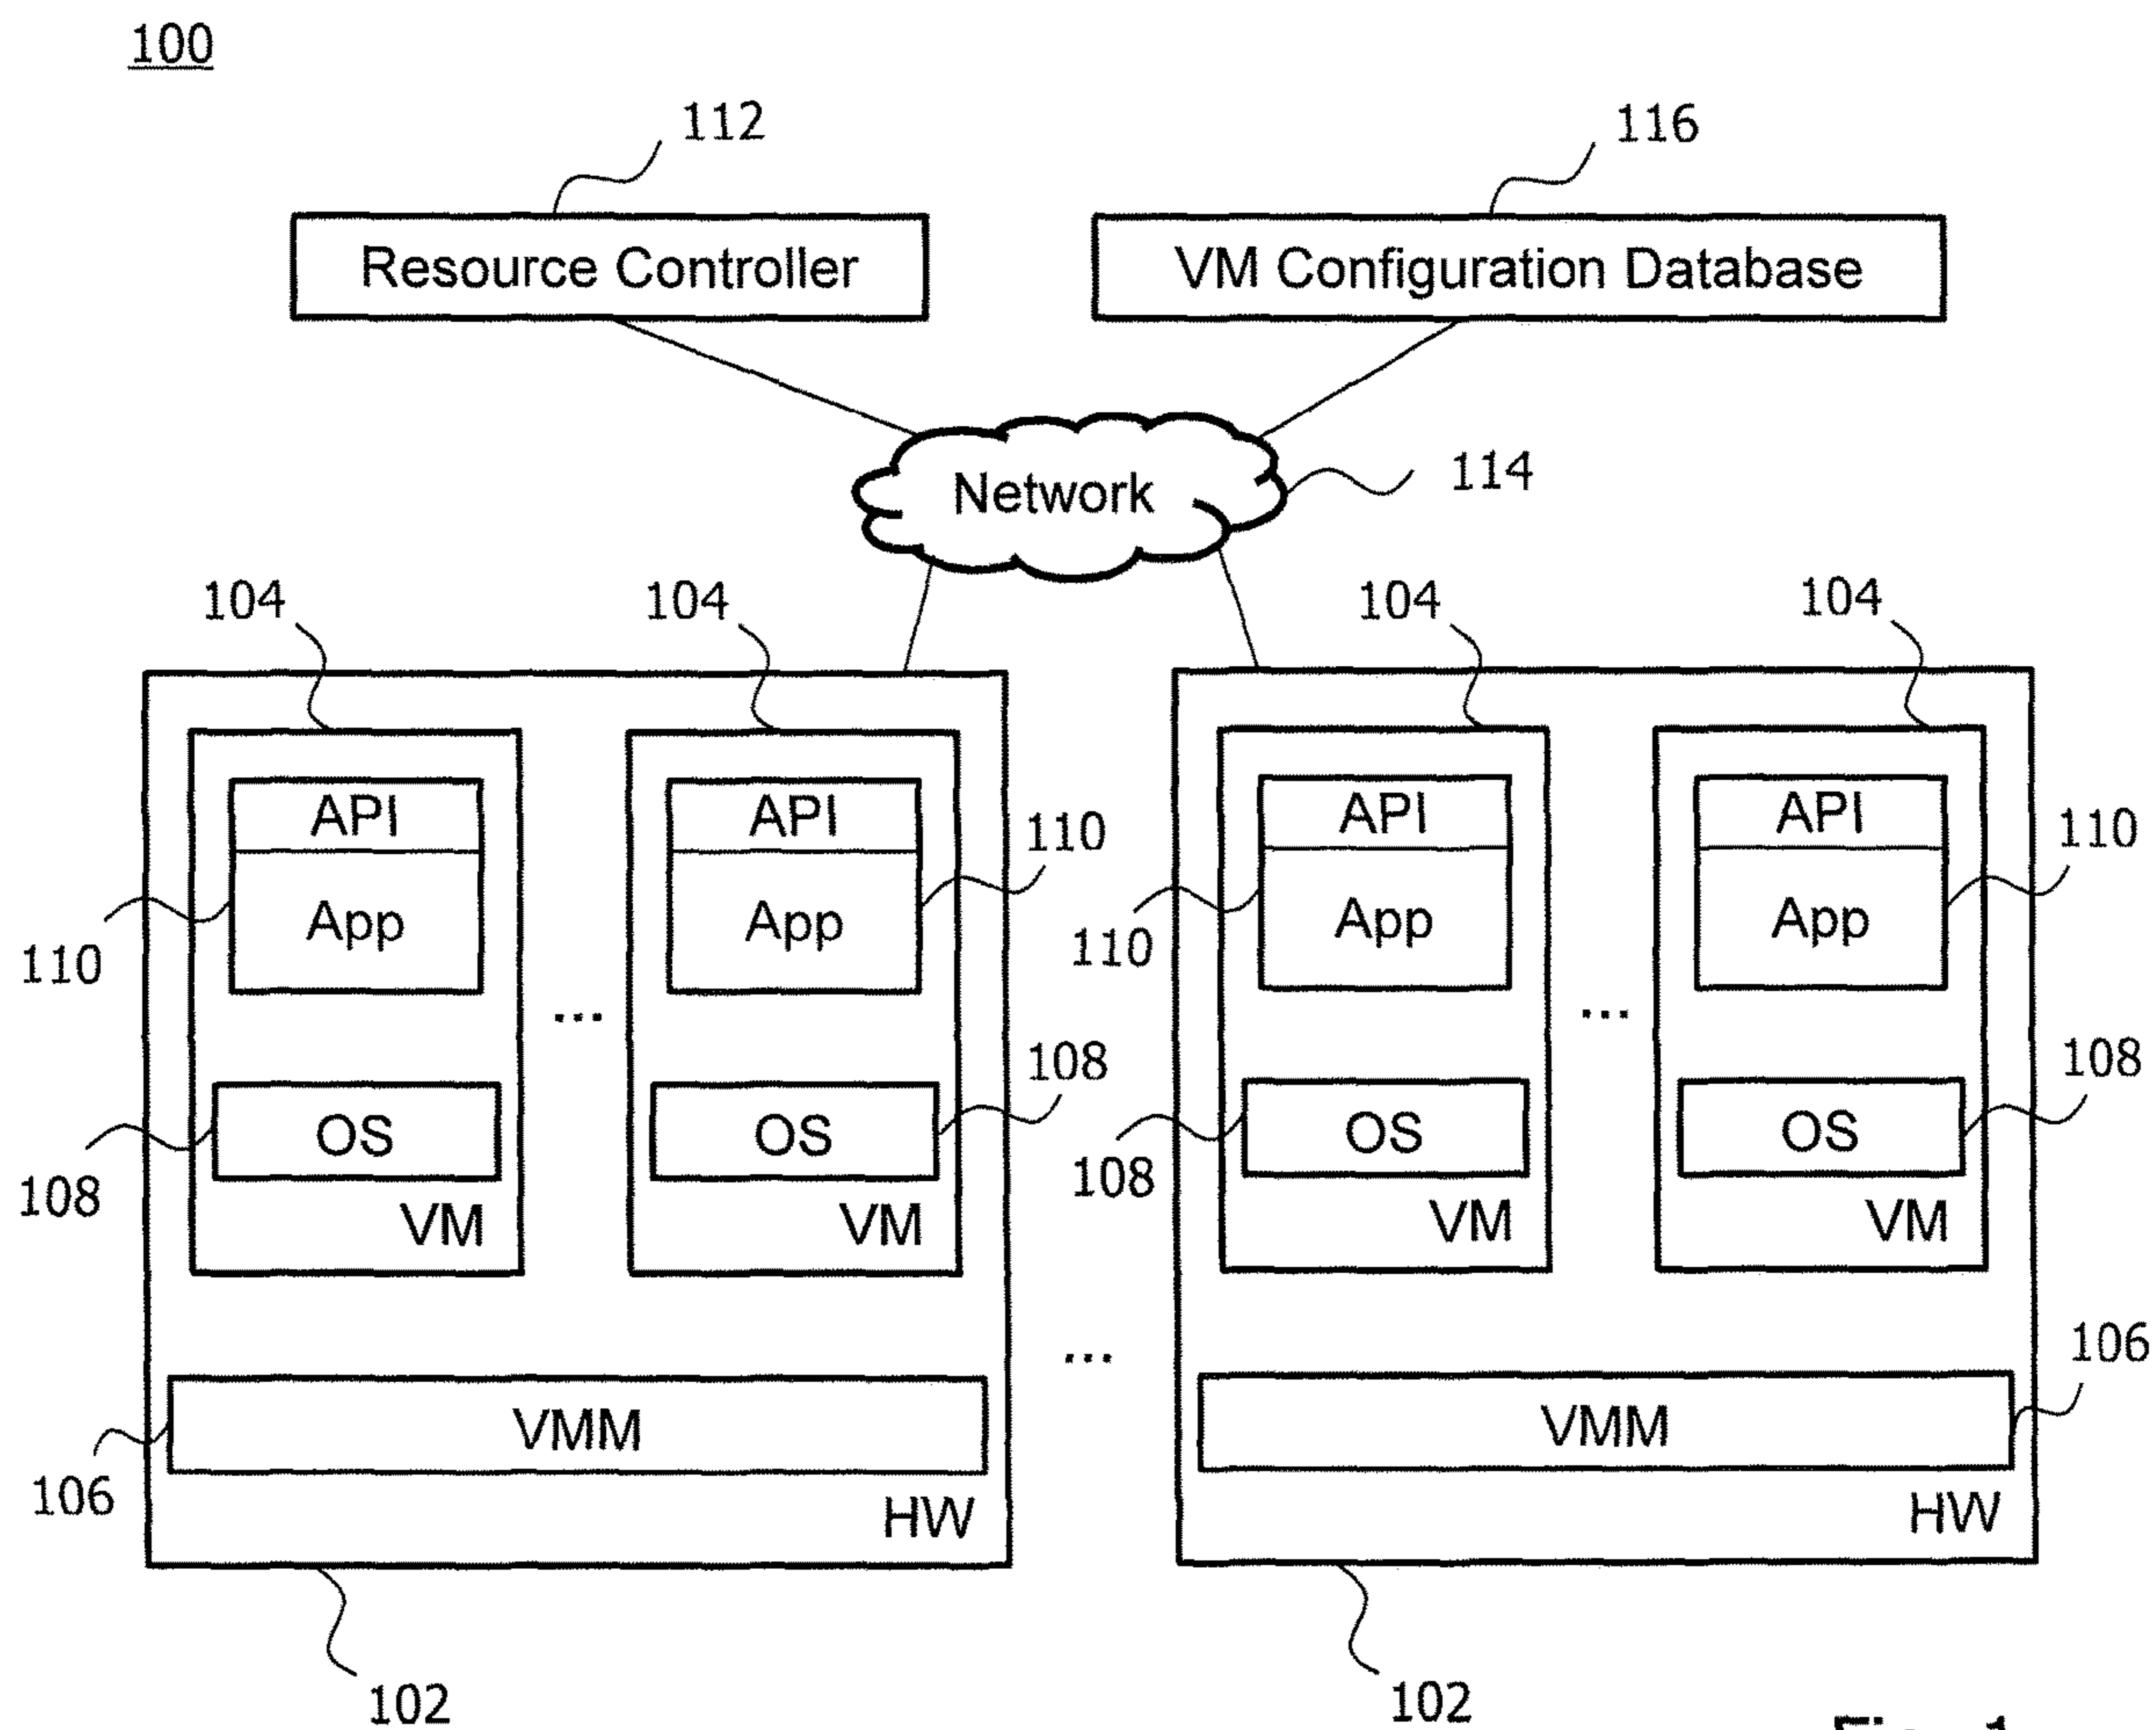 100
112
116
Resource Controller
VM Configuration Database
Network
114
104
104
104
104
API
API
API
API
110
110
App
App
App
App
110
110
...
...
108
108
OS
OS
OS
OS
108
108
VM
VM
VM
VM
...
106
VMM
VMM
106
HW
HW
102
102